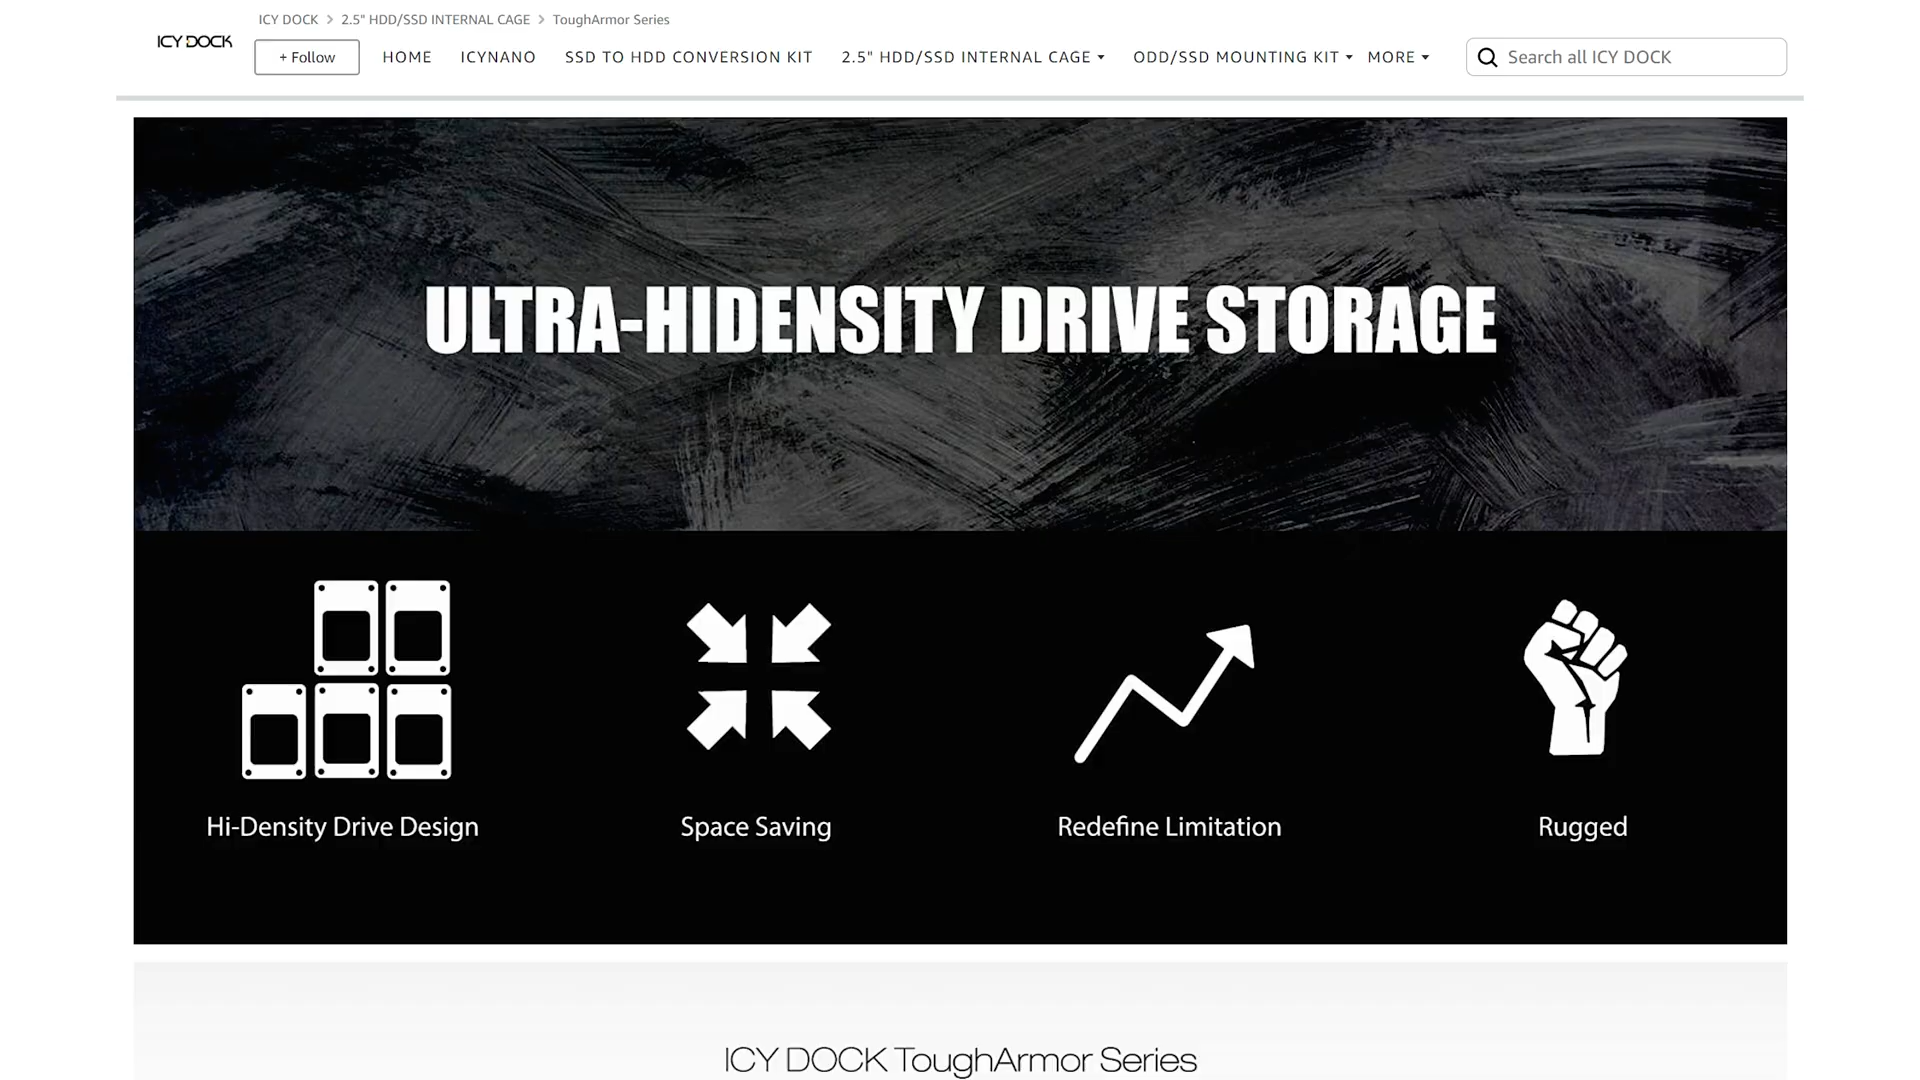 ICY DOCK > 2.5" HDD/SSD INTERNAL CAGE > ToughArmor Series
ICY DOCK
+ Follow
HOME
ICYNANO
SSD TO HDD CONVERSION KIT
2.5" HDD/SSD INTERNAL CAGE
ODD/SSD MOUNTING KIT
MORE
Search all ICY DOCK
ULTRA-HIDENSITY DRIVE STORAGE
Hi-Density Drive Design
Space Saving
Redefine Limitation
Rugged
ICY DOCK ToughArmor Series